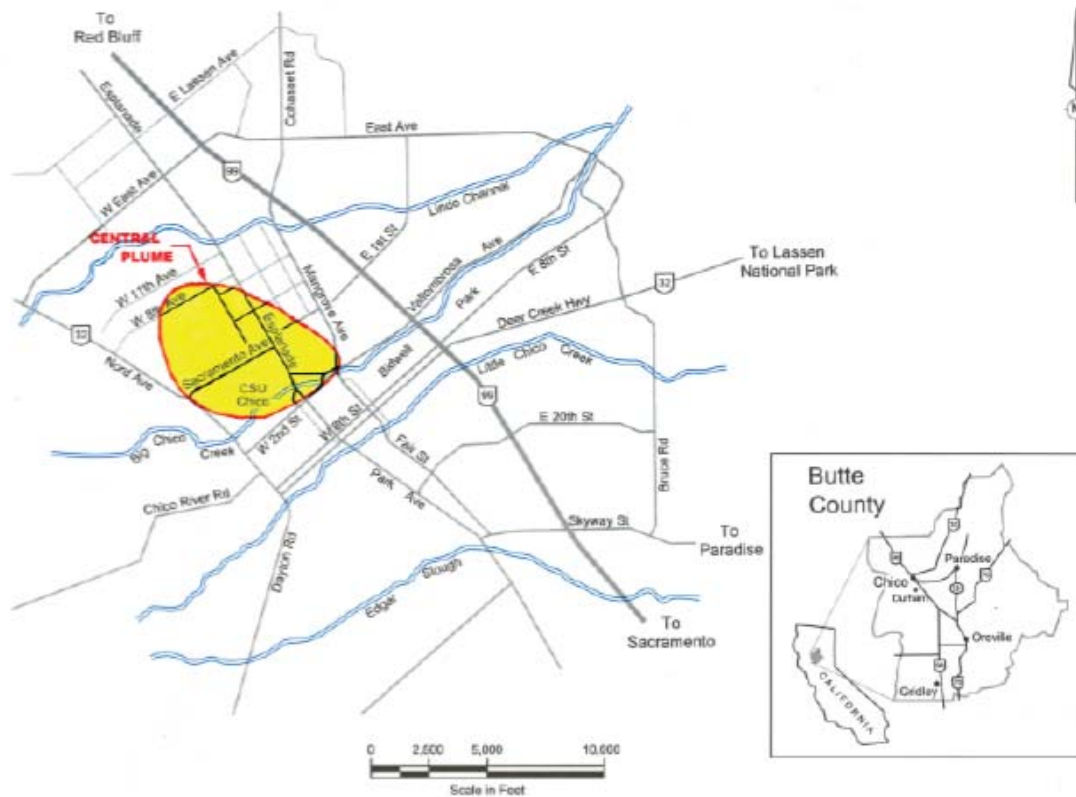 To
Red Bluff
E Lassen Ave
Esplanade
Cohasset Rd
East Ave
W East Ave
99
Lindo Channel
CENTRAL
PLUME
E 1st St
Vallombrosa Ave
E 8th St
To Lassen
National Park
W 11th Ave
Mangrove Ave
Park
32
W 8th Ave
Deer Creek Hwy
32
Esplanade
Bidwell
Nord Ave
Sacramento Ave
Little Chico Creek
CSU
Chico
99
W 2nd St
W 8th St
E 20th St
Big Chico
Creek
Fair St
Bruce Rd
Park Ave
Chico River Rd
Skyway St
To
Paradise
Dayton Rd
Edgar Slough
To
Sacramento
Butte
County
Paradise
Chico
Durham
Oroville
Gridley
CALIFORNIA
0 2,500 5,000 10,000
Scale in Feet